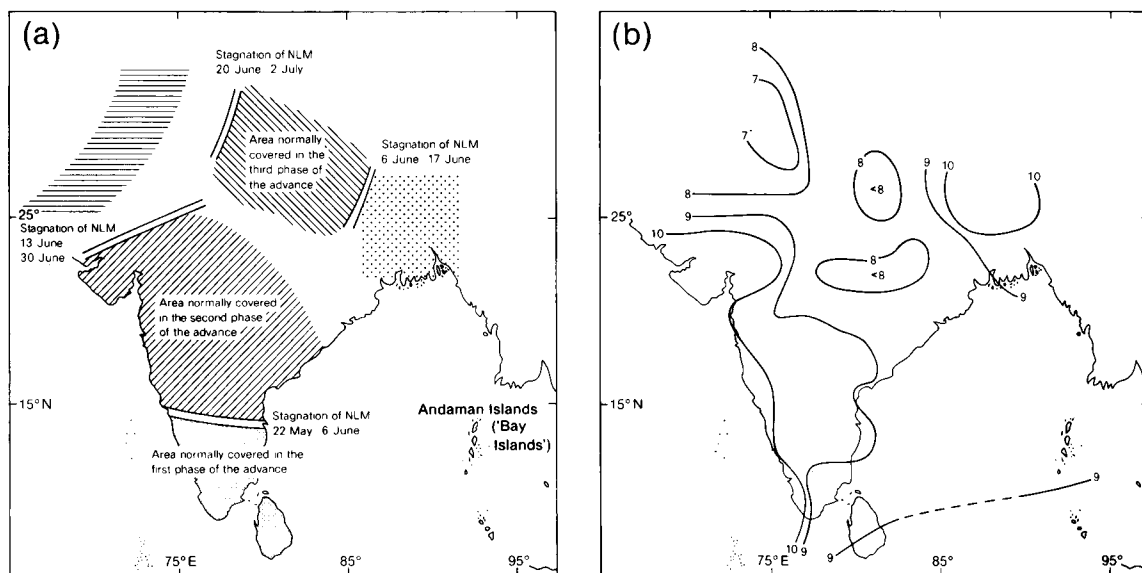 (a)
Stagnation of NLM
20 June 2 July
Area normally
covered in the
third phase of
the advance
Stagnation of NLM
6 June 17 June
25°
Stagnation of NLM
13 June
30 June
Area normally covered
in the second phase
of the advance
15°N
Stagnation of NLM
22 May 6 June
Andaman Islands
('Bay
Islands')
Area normally covered in the
first phase of the advance
75°E
85°
95°
(b)
8
7
7
8
8
<8
9
10
10
25°
9
10
8
<8
9
15°N
9
10
9
9
75°E
85°
95°